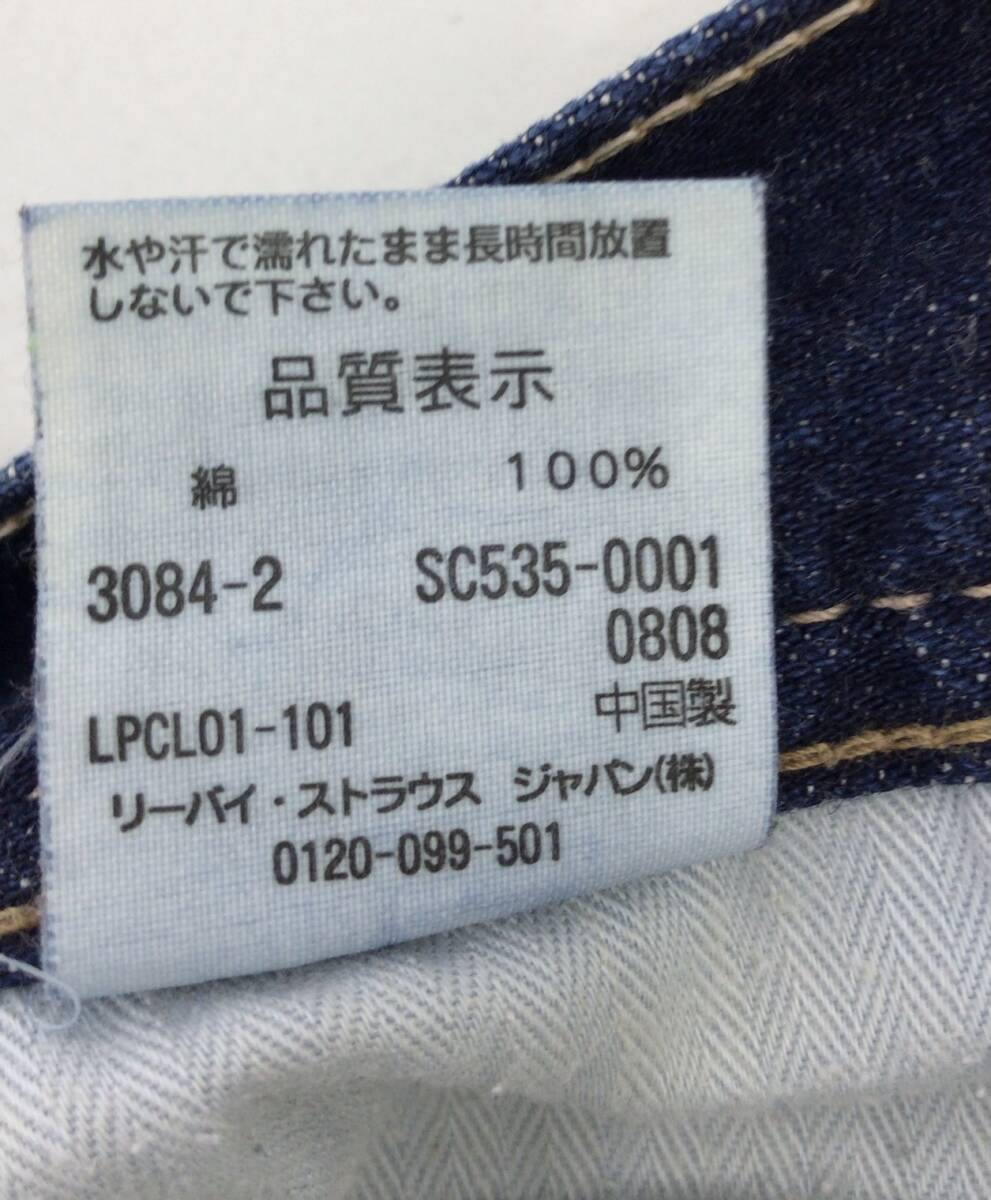 水や汗で濡れたまま長時間放置
しないで下さい。
品質表示
綿 100%
3084-2 SC535-0001
0808
LPCL01-101 中国製
リーバイ・ストラウス ジャパン(株)
0120-099-501